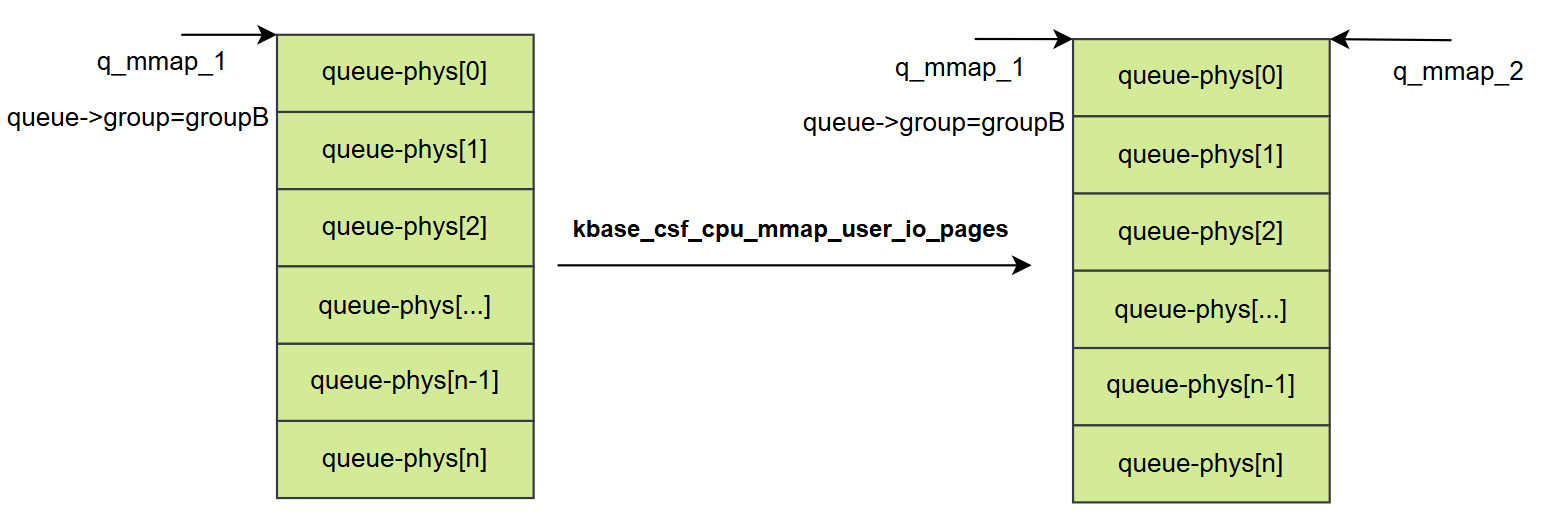 q_mmap_1
queue->group=groupB
queue-phys[0]
queue-phys[1]
queue-phys[2]
queue-phys[...]
queue-phys[n-1]
queue-phys[n]
kbase_csf_cpu_mmap_user_io_pages
q_mmap_1
queue->group=groupB
queue-phys[0]
queue-phys[1]
queue-phys[2]
queue-phys[...]
queue-phys[n-1]
queue-phys[n]
q_mmap_2